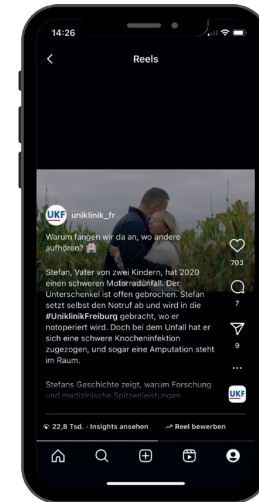 14:26
Reels
UKF uniklinik_fr
Warum fangen wir da an, wo andere
aufhören?
703
Stefan, Vater von zwei Kindern, hat 2020
einen schweren Motorradunfall. Der
Unterschenkel ist offen gebrochen. Stefan
setzt selbst den Notruf ab und wird in die
7
#UniklinikFreiburg gebracht, wo er
notoperiert wird. Doch bei dem Unfall hat er
sich eine schwere Knocheninfektion
9
zugezogen, und sogar eine Amputation steht
im Raum.
Stefans Geschichte zeigt, warum Forschung
und medizinische Spitzenleistungen
UKF
22,8 Tsd. · Insights ansehen
Reel bewerben